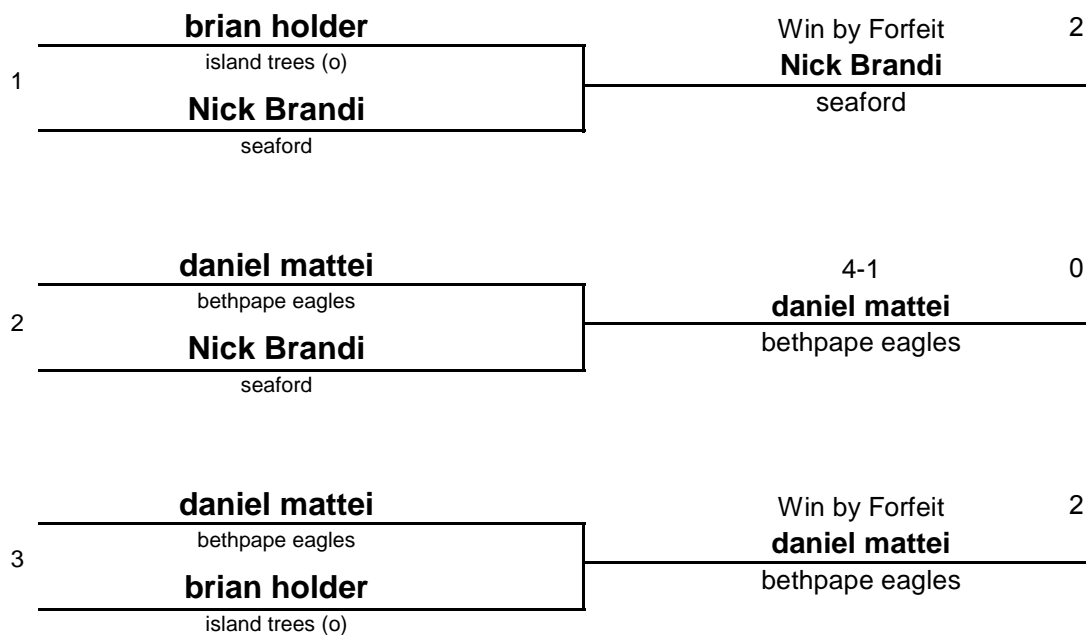 brian holder
island trees (o)
1
Nick Brandi
seaford
Win by Forfeit 2
Nick Brandi
seaford
daniel mattei
bethpape eagles
2
Nick Brandi
seaford
4-1 0
daniel mattei
bethpape eagles
daniel mattei
bethpape eagles
3
brian holder
island trees (o)
Win by Forfeit 2
daniel mattei
bethpape eagles